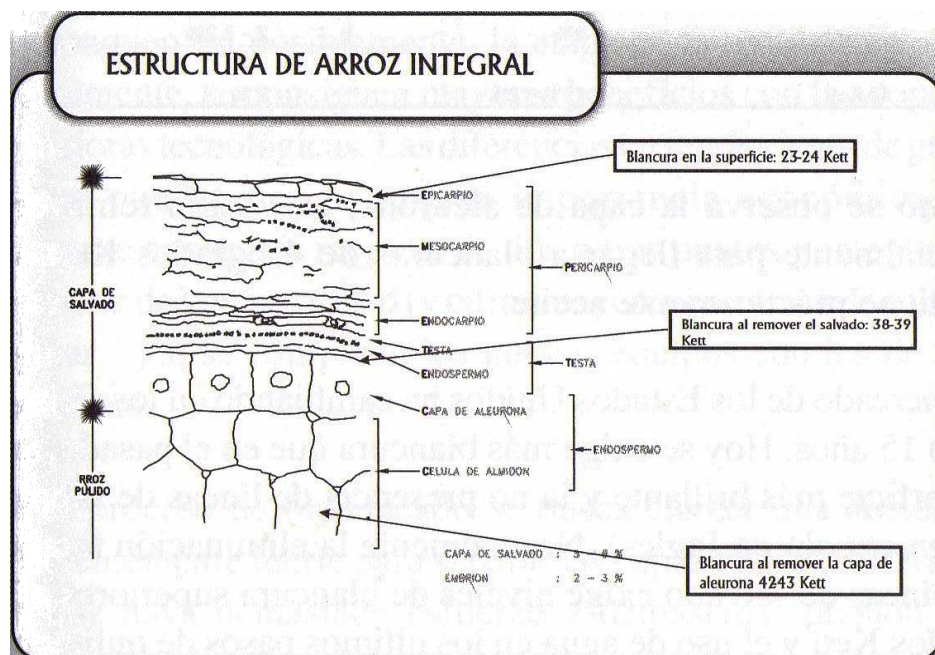 ESTRUCTURA DE ARROZ INTEGRAL
Blancura en la superficie: 23-24 Kett
EPICARPIO
MESOCARPIO
PERICARPIO
CAPA DE
SALVADO
ENDOCARPIO
Blancura al remover el salvado: 38-39
Kett
TESTA
TESTA
ENDOSPERMO
CAPA DE ALEURONA
ENDOSPERMO
CELULA DE ALMIDON
RROZ
PULIDO
CAPA DE SALVADO :
EMBRION : 2 - 3 %
Blancura al remover la capa de
aleurona 4243 Kett